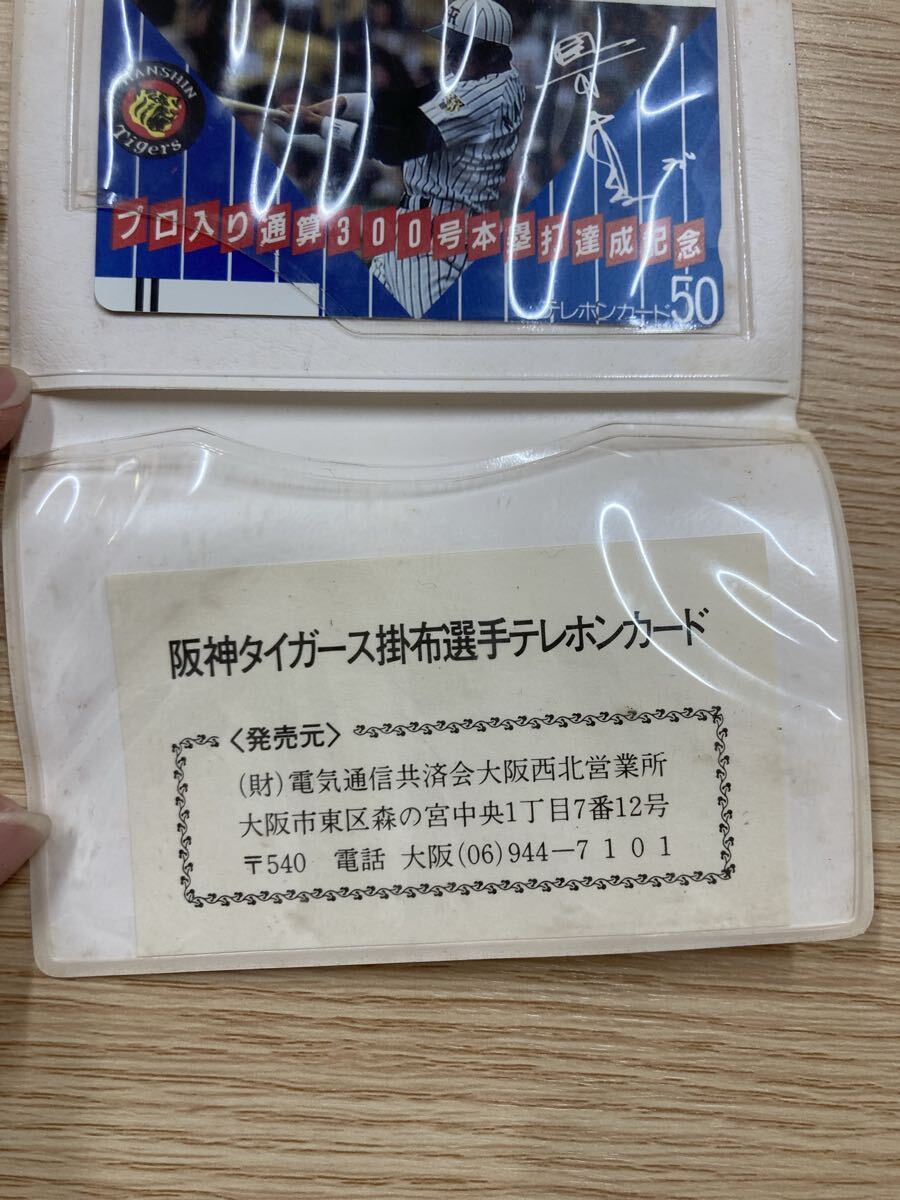 HANSHIN
Tigers
プロ入り通算300号本塁打達成記念
テレホンカード50
阪神タイガース掛布選手テレホンカード
〈発売元〉
(財)電気通信共済会大阪西北営業所
大阪市東区森の宮中央1丁目7番12号
〒540 電話 大阪(06)944-7101